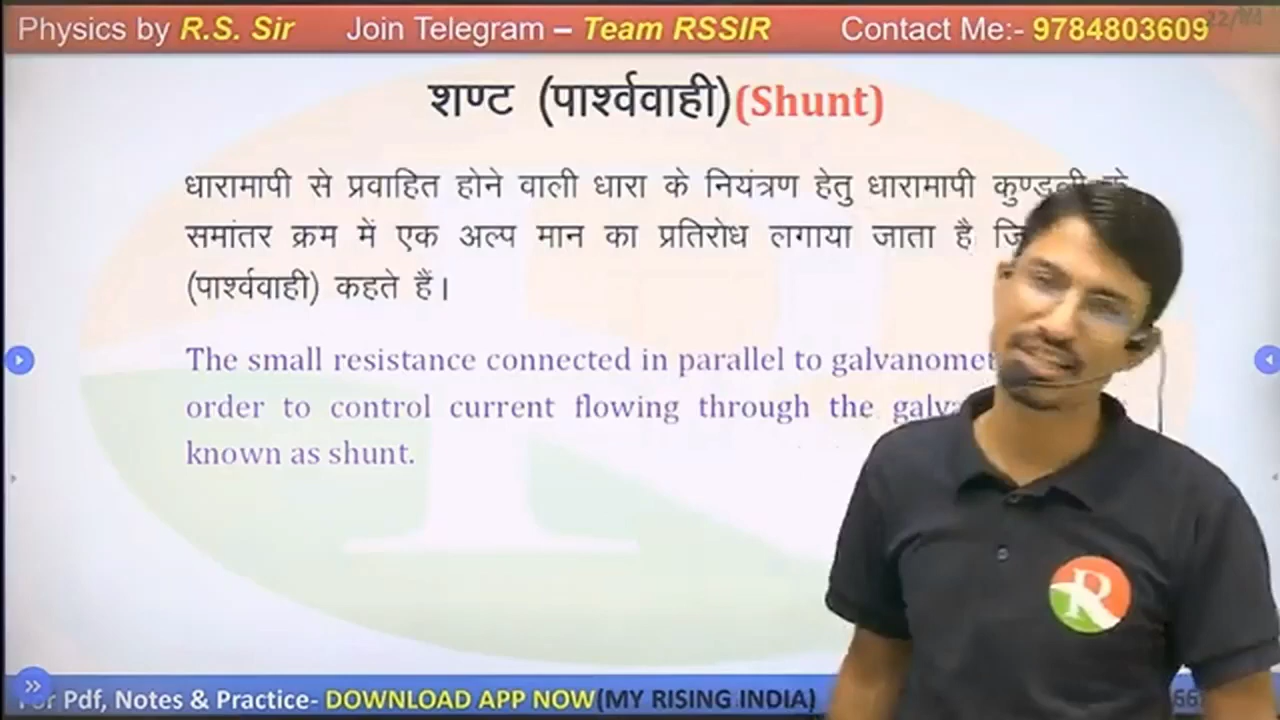 Physics by R.S. Sir Join Telegram – Team RSSIR Contact Me:- 9784803609
शण्ट (पार्श्ववाही)(Shunt)
धारामापी से प्रवाहित होने वाली धारा के नियंत्रण हेतु धारामापी
समांतर क्रम में एक अल्प मान का प्रतिरोध लगाया जाता है
(पार्श्ववाही) कहते हैं।
The small resistance connected in parallel to
order to control current flowing through the
known as shunt.
R
Pdf, Notes & Practice- DOWNLOAD APP NOW(MY RISING INDIA)